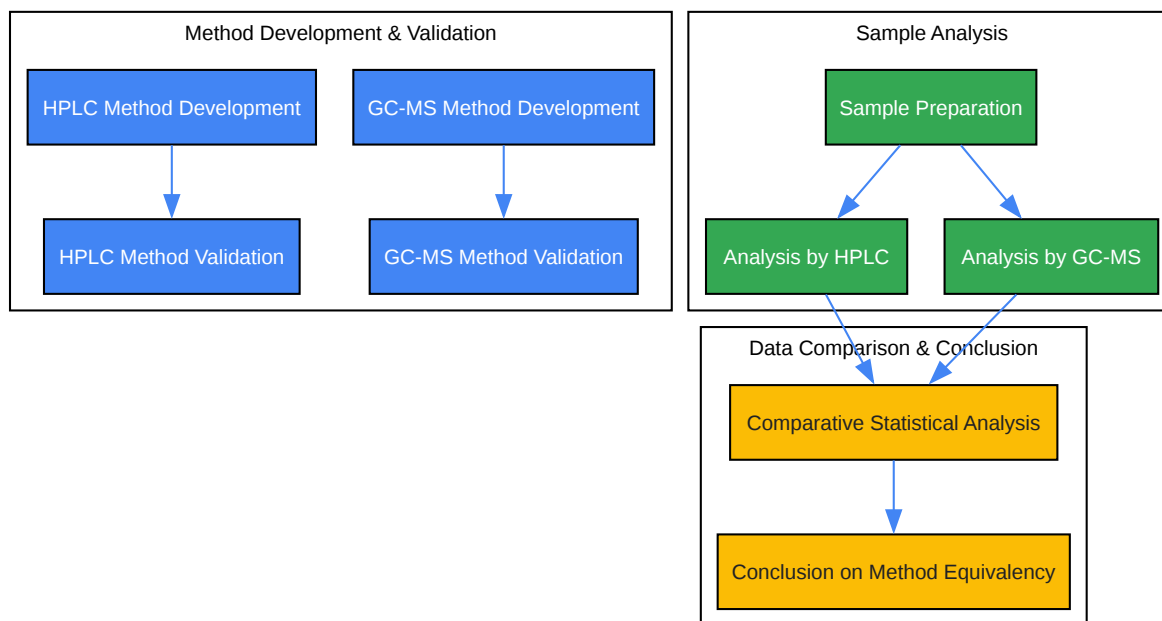 Method Development & Validation
HPLC Method Development
GC-MS Method Development
HPLC Method Validation
GC-MS Method Validation
Sample Analysis
Sample Preparation
Analysis by HPLC
Analysis by GC-MS
Data Comparison & Conclusion
Comparative Statistical Analysis
Conclusion on Method Equivalency